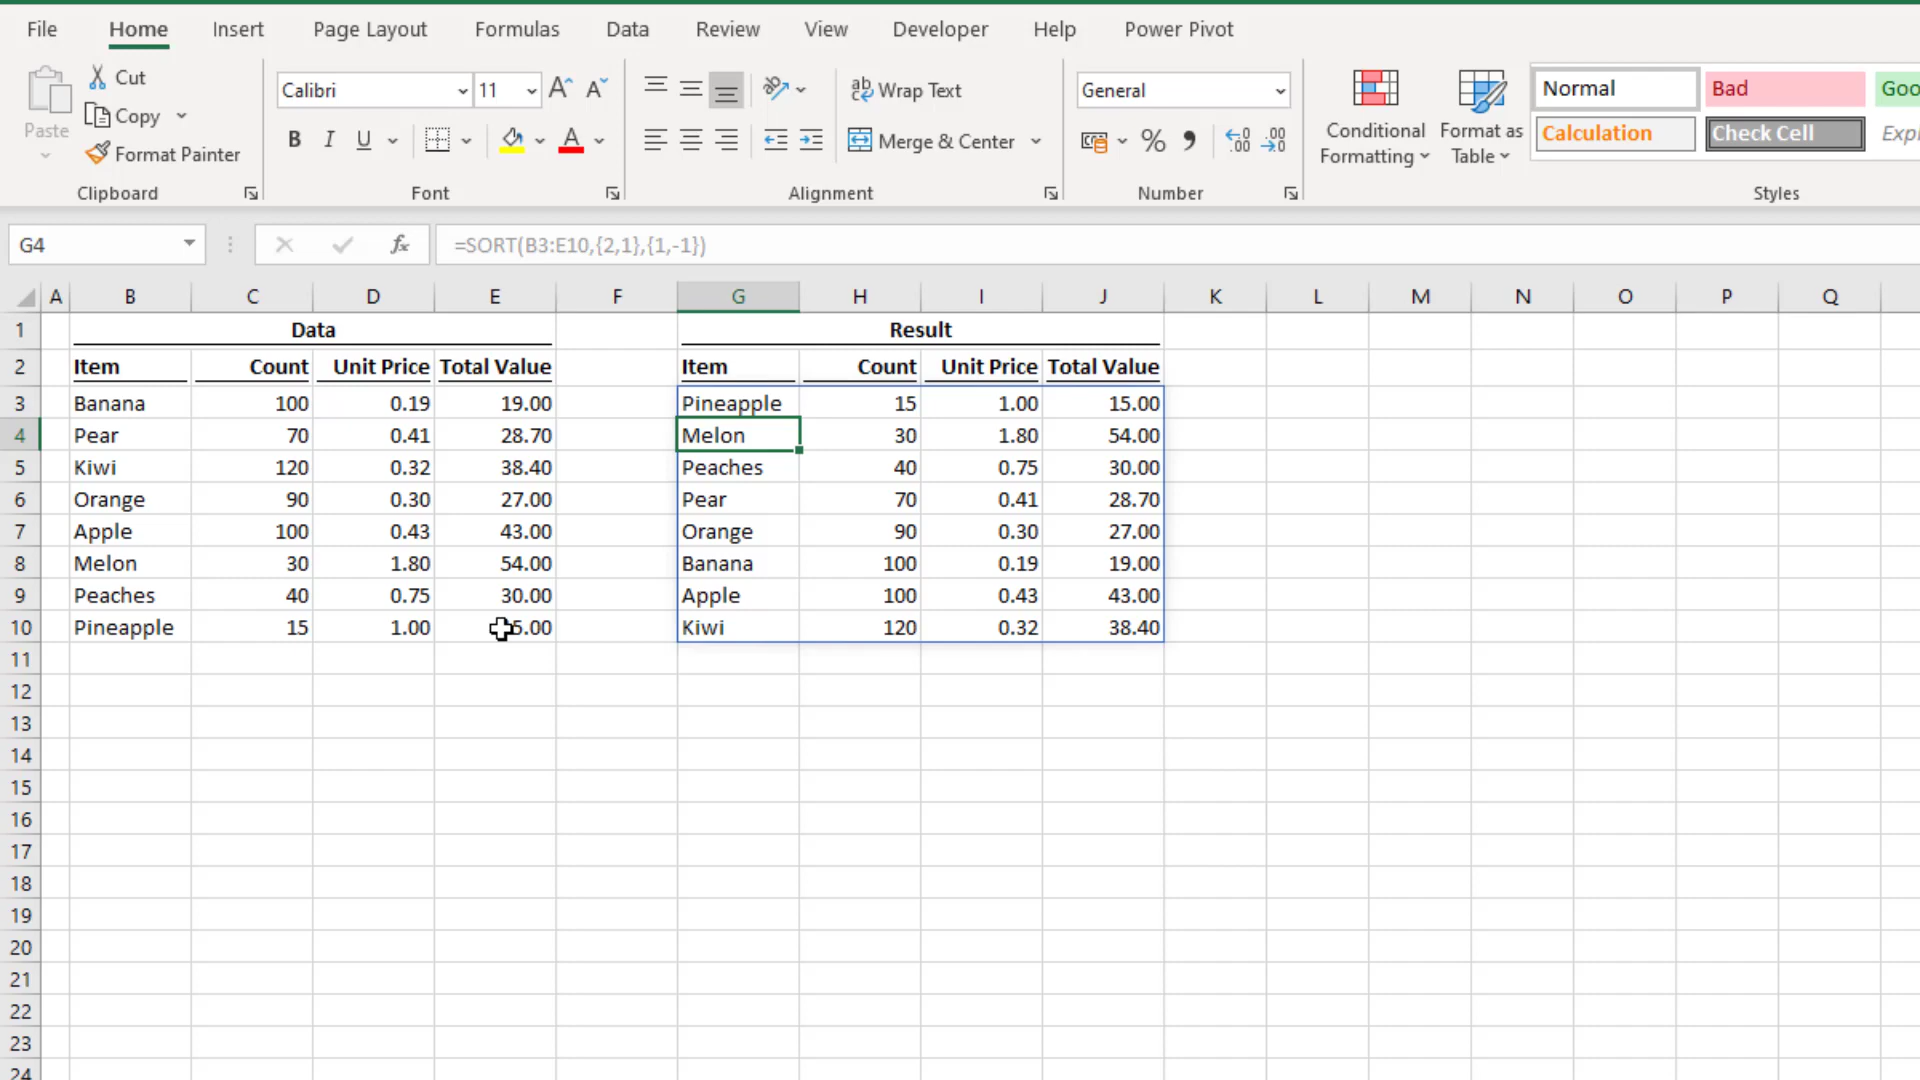 File Home Insert Page Layout Formulas Data Review View Developer Help Power Pivot
Paste
Cut
Copy
Format Painter
Clipboard
Calibri 11 A A
B I U A
Font
ab Wrap Text
Merge & Center
Alignment
General
% 
Number
Conditional Formatting
Format as Table
Normal Bad
Calculation Check Cell
Styles
G4 fx =SORT(B3:E10,{2,1},{1,-1})
A B C D E F G H I J K L M N O P Q
1 Data Result
2 Item Count Unit Price Total Value Item Count Unit Price Total Value
3 Banana 100 0.19 19.00 Pineapple 15 1.00 15.00
4 Pear 70 0.41 28.70 Melon 30 1.80 54.00
5 Kiwi 120 0.32 38.40 Peaches 40 0.75 30.00
6 Orange 90 0.30 27.00 Pear 70 0.41 28.70
7 Apple 100 0.43 43.00 Orange 90 0.30 27.00
8 Melon 30 1.80 54.00 Banana 100 0.19 19.00
9 Peaches 40 0.75 30.00 Apple 100 0.43 43.00
10 Pineapple 15 1.00 5.00 Kiwi 120 0.32 38.40
11
12
13
14
15
16
17
18
19
20
21
22
23
24